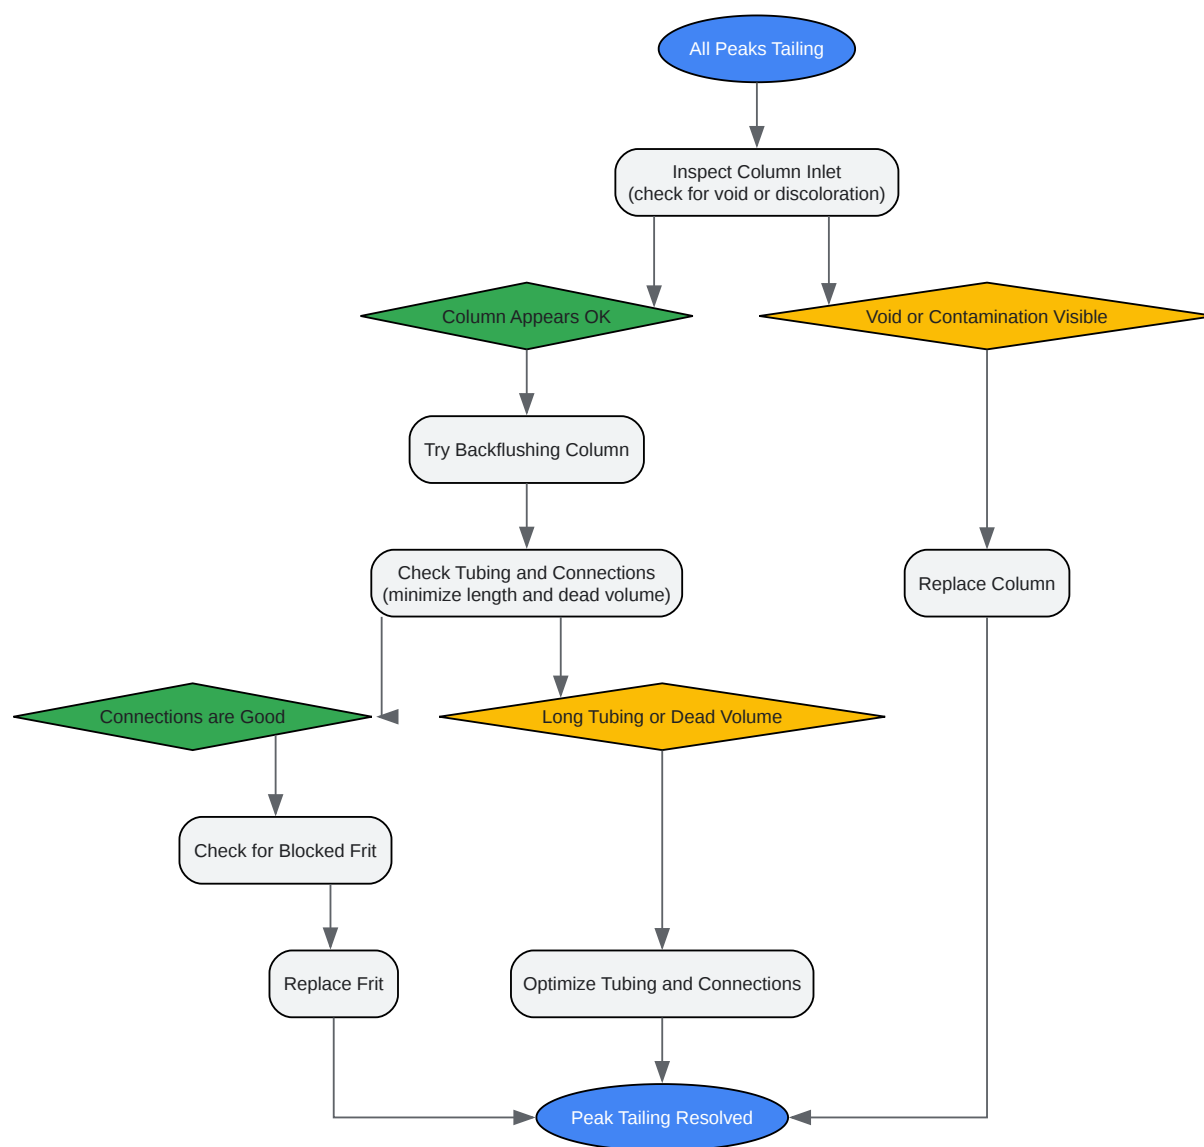 All Peaks Tailing
Inspect Column Inlet
(check for void or discoloration)
Column Appears OK
Void or Contamination Visible
Try Backflushing Column
Check Tubing and Connections
(minimize length and dead volume)
Replace Column
Connections are Good
Long Tubing or Dead Volume
Check for Blocked Frit
Replace Frit
Optimize Tubing and Connections
Peak Tailing Resolved